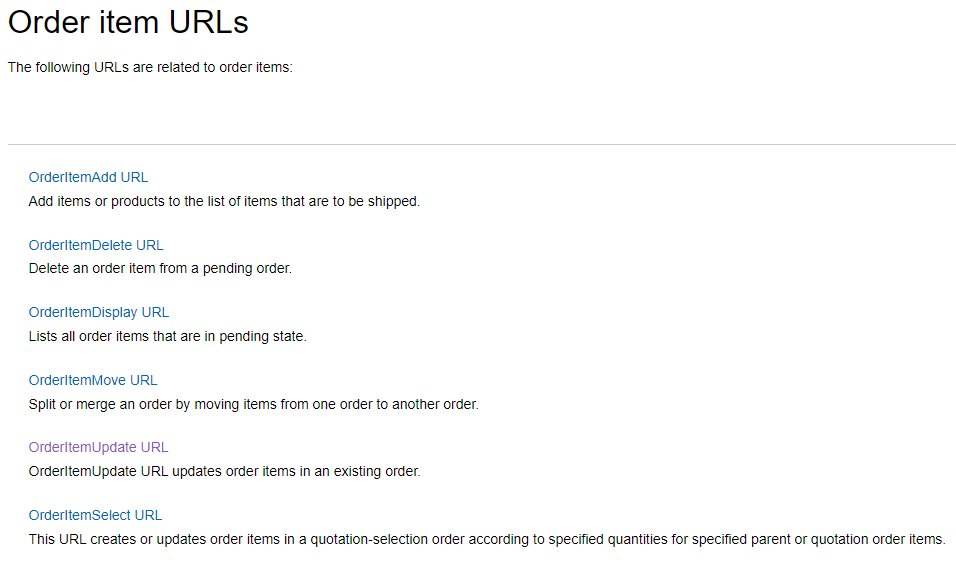 Order item URLs
The following URLs are related to order items:
OrderItemAdd URL
Add items or products to the list of items that are to be shipped.
OrderItemDelete URL
Delete an order item from a pending order.
OrderItemDisplay URL
Lists all order items that are in pending state.
OrderItemMove URL
Split or merge an order by moving items from one order to another order.
OrderItemUpdate URL
OrderItemUpdate URL updates order items in an existing order.
OrderItemSelect URL
This URL creates or updates order items in a quotation-selection order according to specified quantities for specified parent or quotation order items.